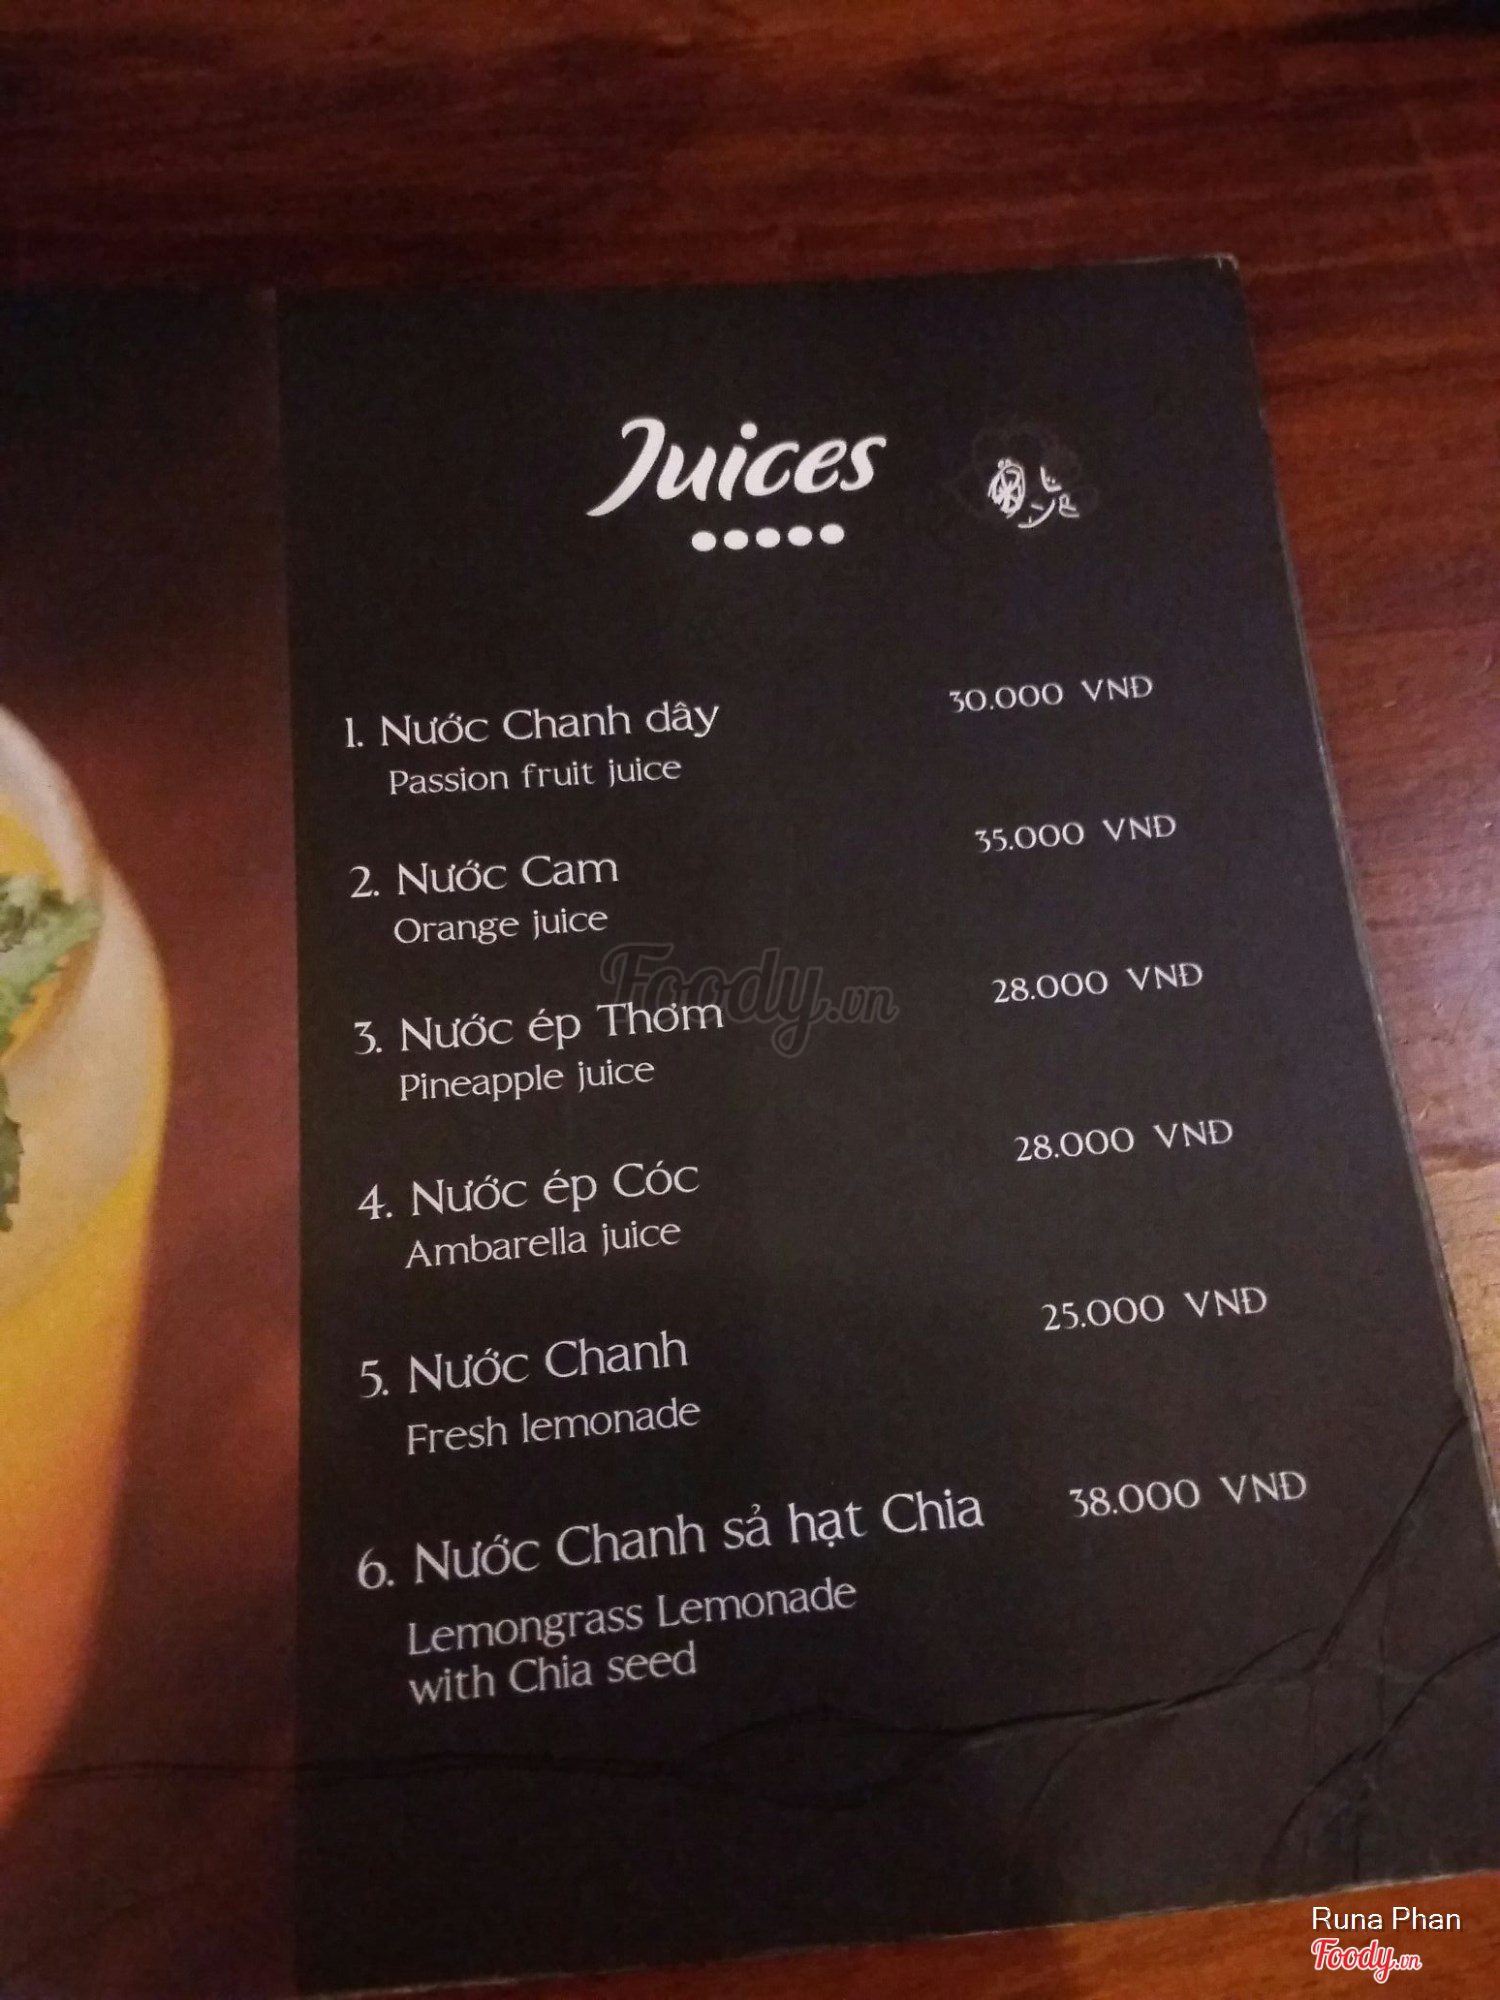 Juices
1. Nước Chanh dây
30.000 VNĐ
Passion fruit juice
2. Nước Cam
35.000 VNĐ
Orange juice
3. Nước ép Thơm
28.000 VNĐ
Pineapple juice
4. Nước ép Cóc
28.000 VNĐ
Ambarella juice
5. Nước Chanh
25.000 VNĐ
Fresh lemonade
6. Nước Chanh sả hạt Chia
38.000 VNĐ
Lemongrass Lemonade
with Chia seed
Foody.vn
Runa Phan
Foody.vn